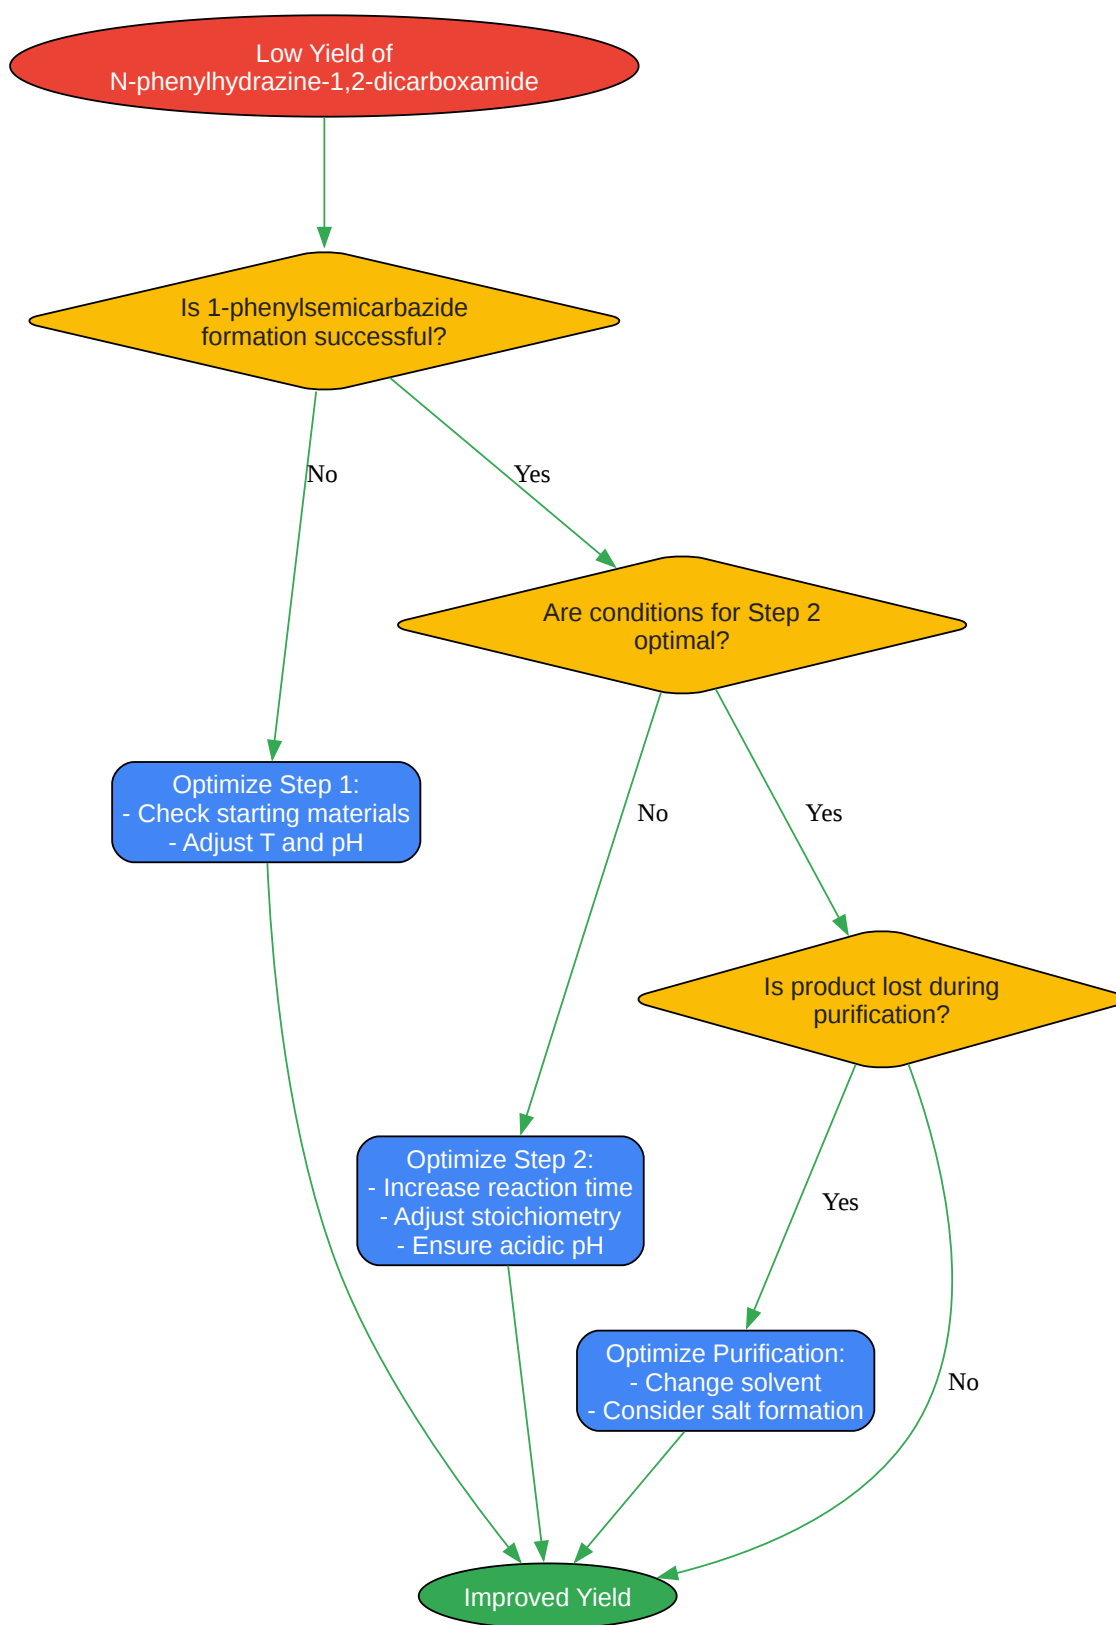 Low Yield of
N-phenylhydrazine-1,2-dicarboxamide
Is 1-phenylsemicarbazide
formation successful?
No
Yes
Are conditions for Step 2
optimal?
Optimize Step 1:
- Check starting materials
- Adjust T and pH
No
Yes
Is product lost during
purification?
Optimize Step 2:
- Increase reaction time
- Adjust stoichiometry
- Ensure acidic pH
Yes
Optimize Purification:
- Change solvent
- Consider salt formation
No
Improved Yield